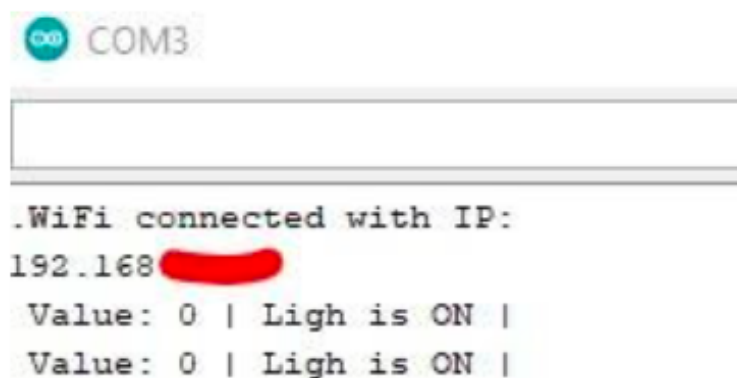 COM3
.WiFi connected with IP:
192.168
Value: 0 | Ligh is ON |
Value: 0 | Ligh is ON |